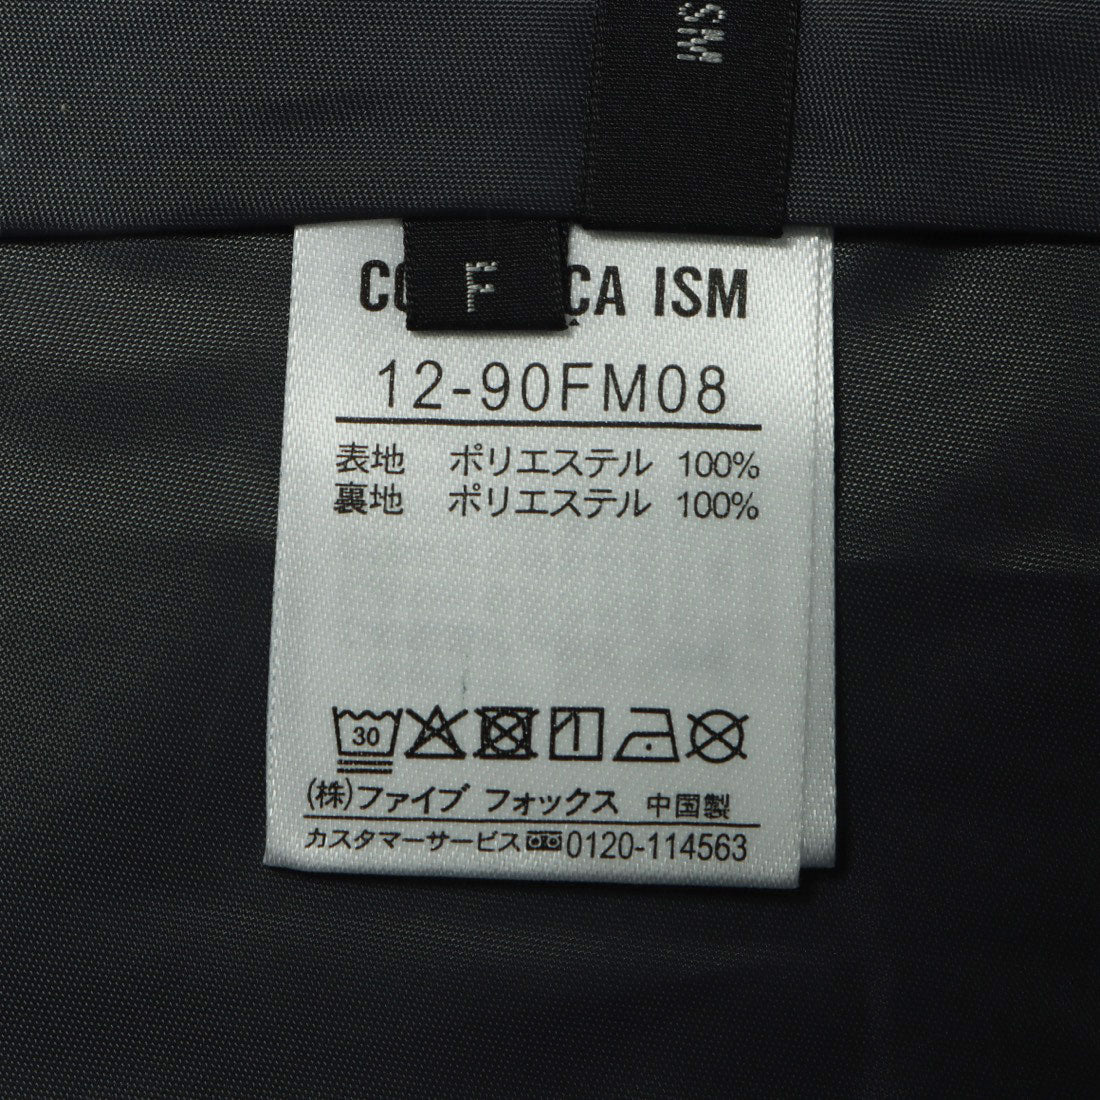 SM
F
ÇA ISM
12-90FM08
表地 ポリエステル 100%
裏地 ポリエステル 100%
30
(株)ファイブ フォックス 中国製
カスタマーサービス 0120-114563